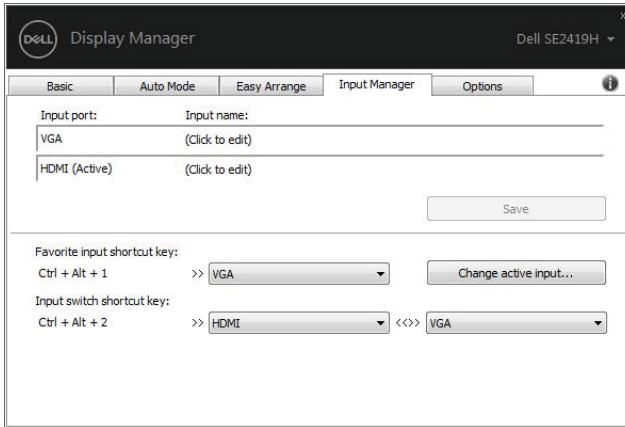 DELL Display Manager Dell SE2419H
x
Basic Auto Mode Easy Arrange Input Manager Options i
Input port: Input name:
VGA (Click to edit)
HDMI (Active) (Click to edit)
Save
Favorite input shortcut key:
Ctrl + Alt + 1 >> VGA Change active input...
Input switch shortcut key:
Ctrl + Alt + 2 >> HDMI <<>> VGA